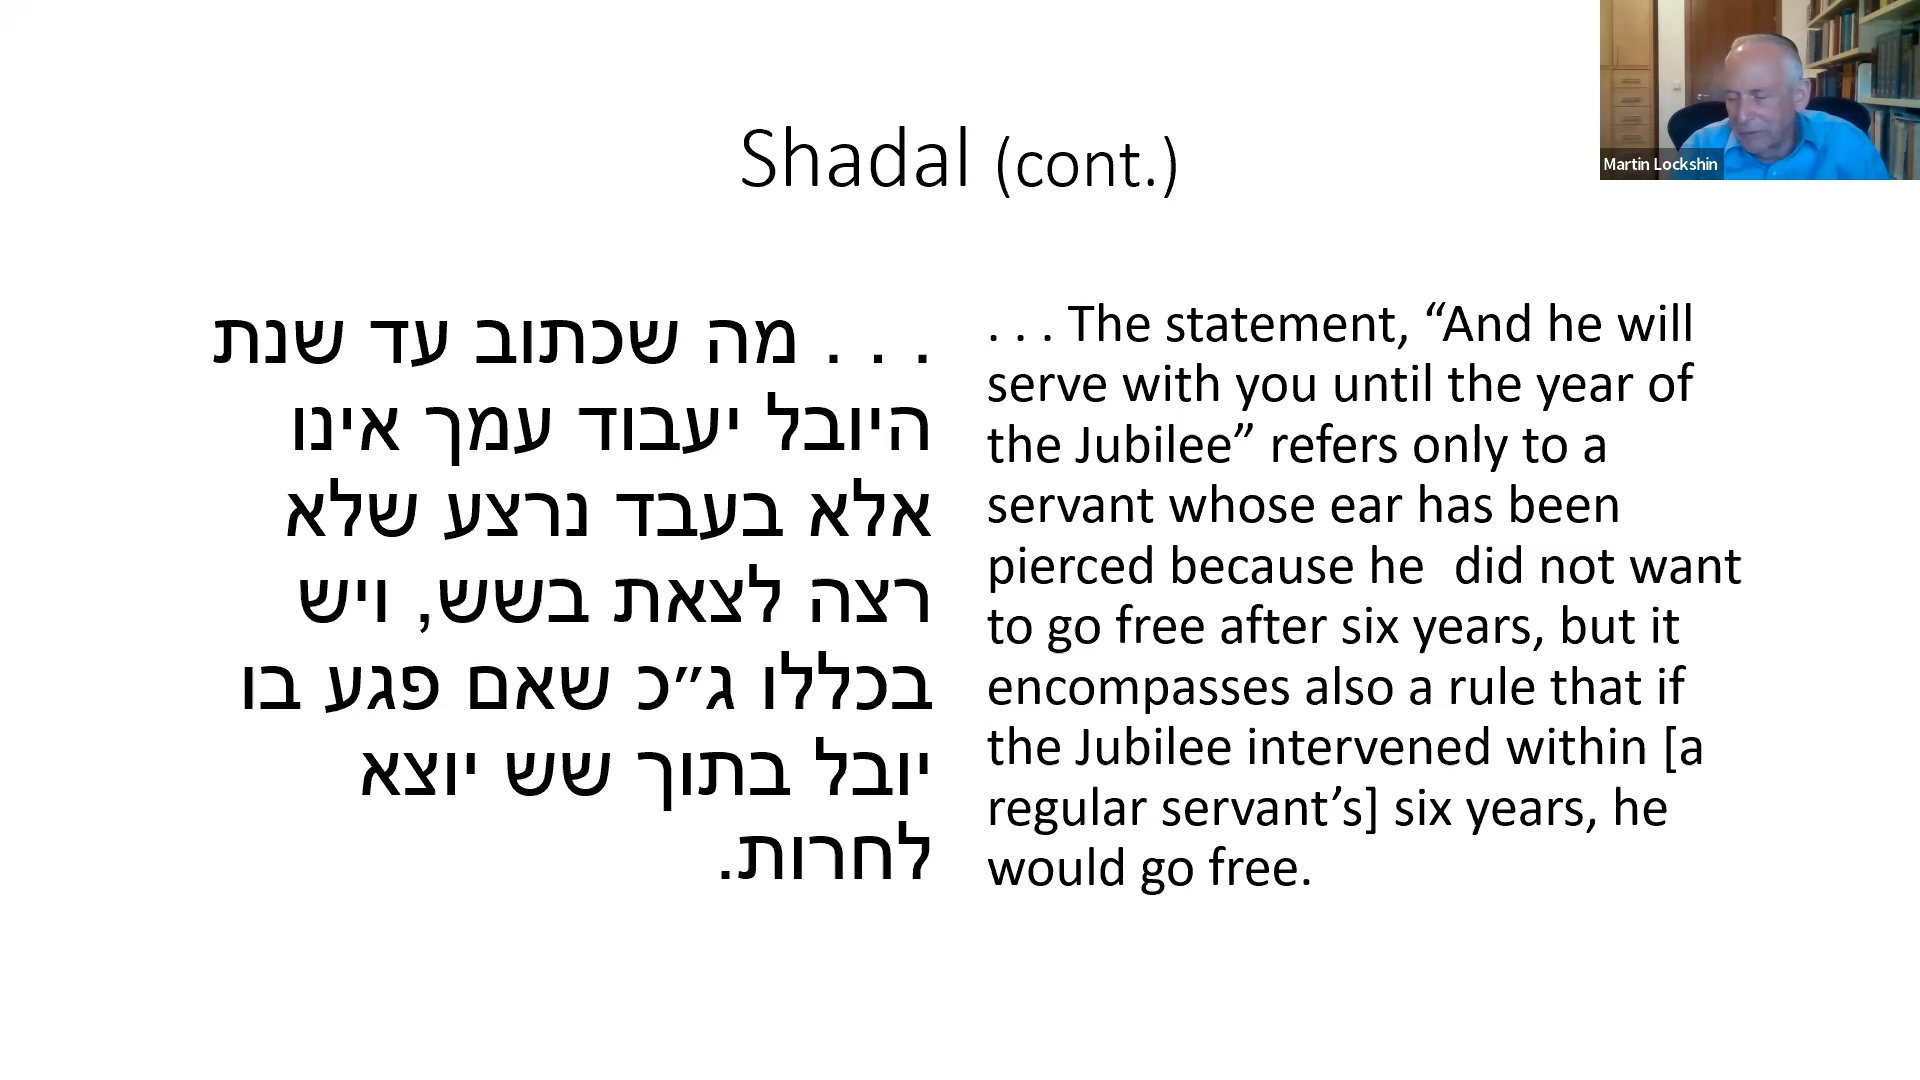 Shadal (cont.)
. . . מה שכתוב עד שנת
היובל יעבוד עמך אינו
אלא בעבד נרצע שלא
רצה לצאת בשש, ויש
בכללו ג״כ שאם פגע בו
יובל בתוך שש יוצא
לחרות.
. . . The statement, “And he will
serve with you until the year of
the Jubilee” refers only to a
servant whose ear has been
pierced because he  did not want
to go free after six years, but it
encompasses also a rule that if
the Jubilee intervened within [a
regular servant’s] six years, he
would go free.
Martin Lockshin